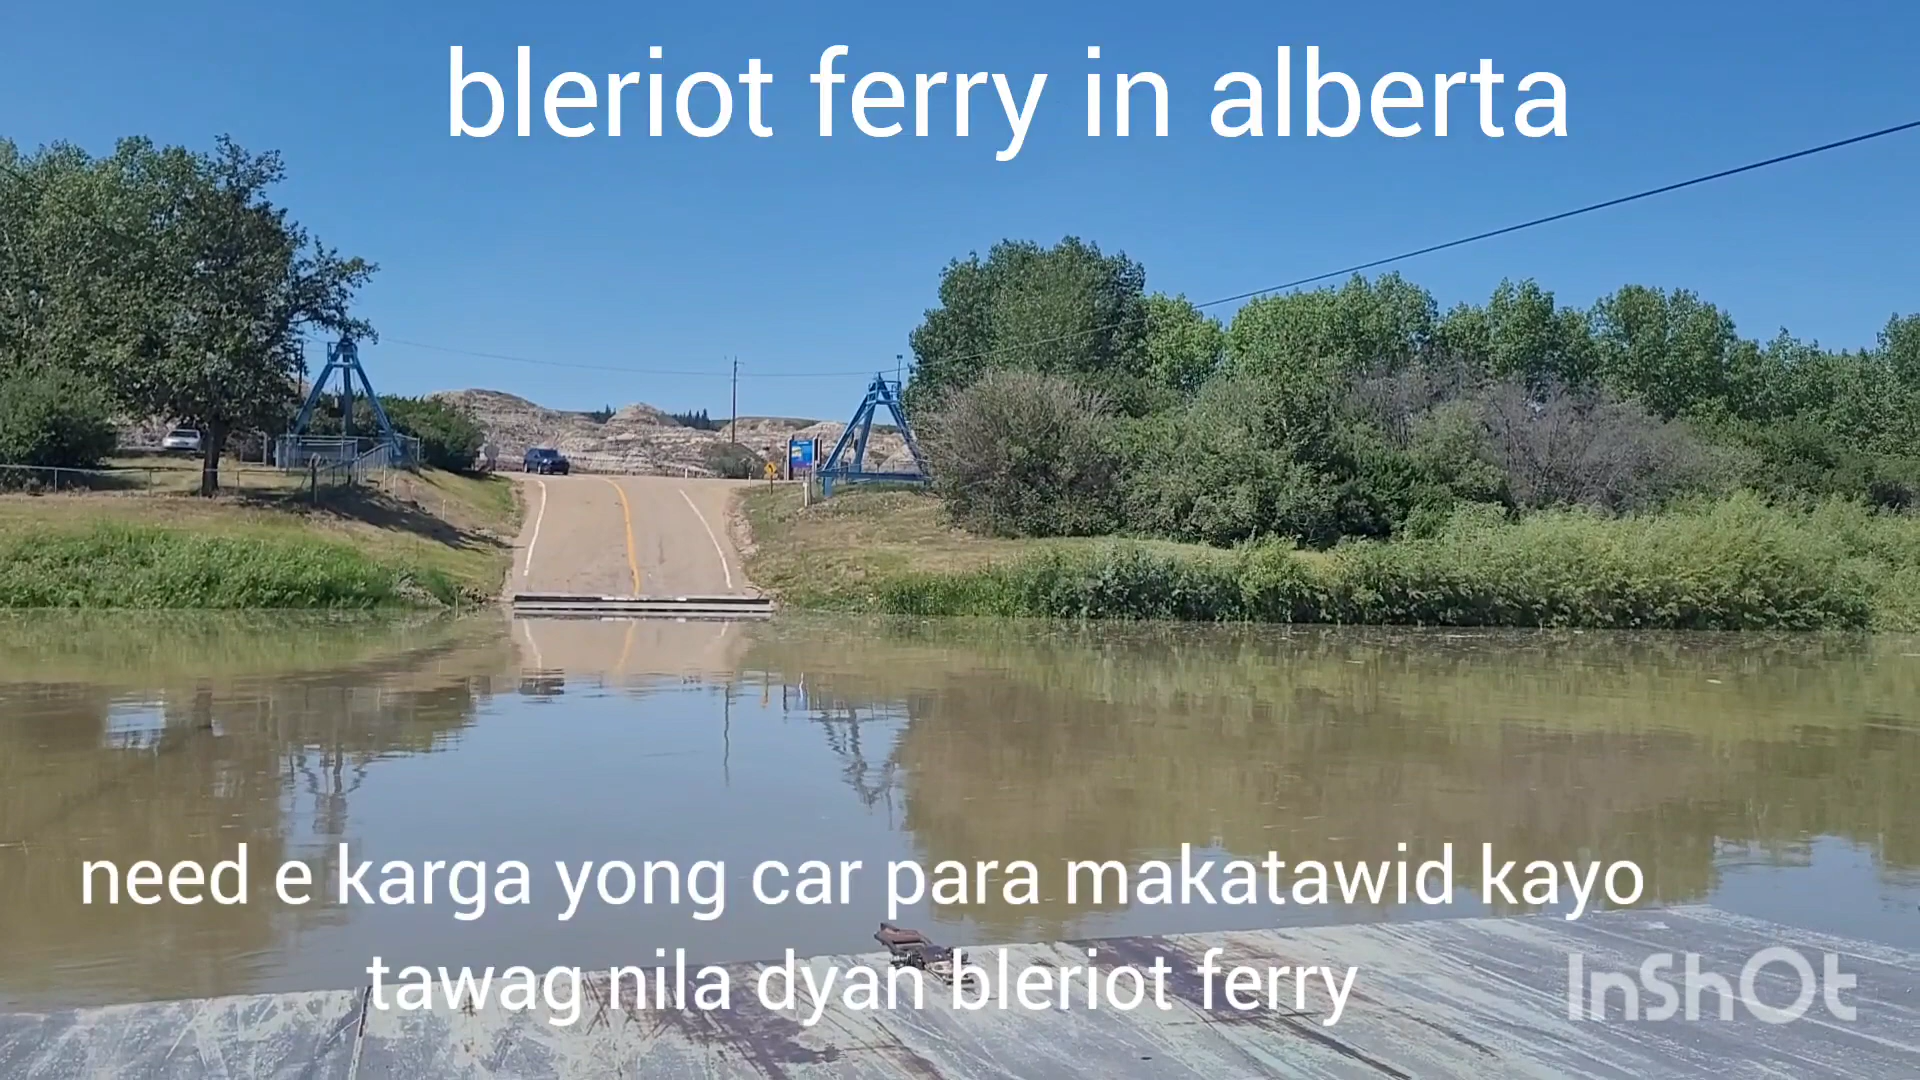 bleriot ferry in alberta
need e karga yong car para makatawid kayo
tawag nila dyan bleriot ferry
InShOt